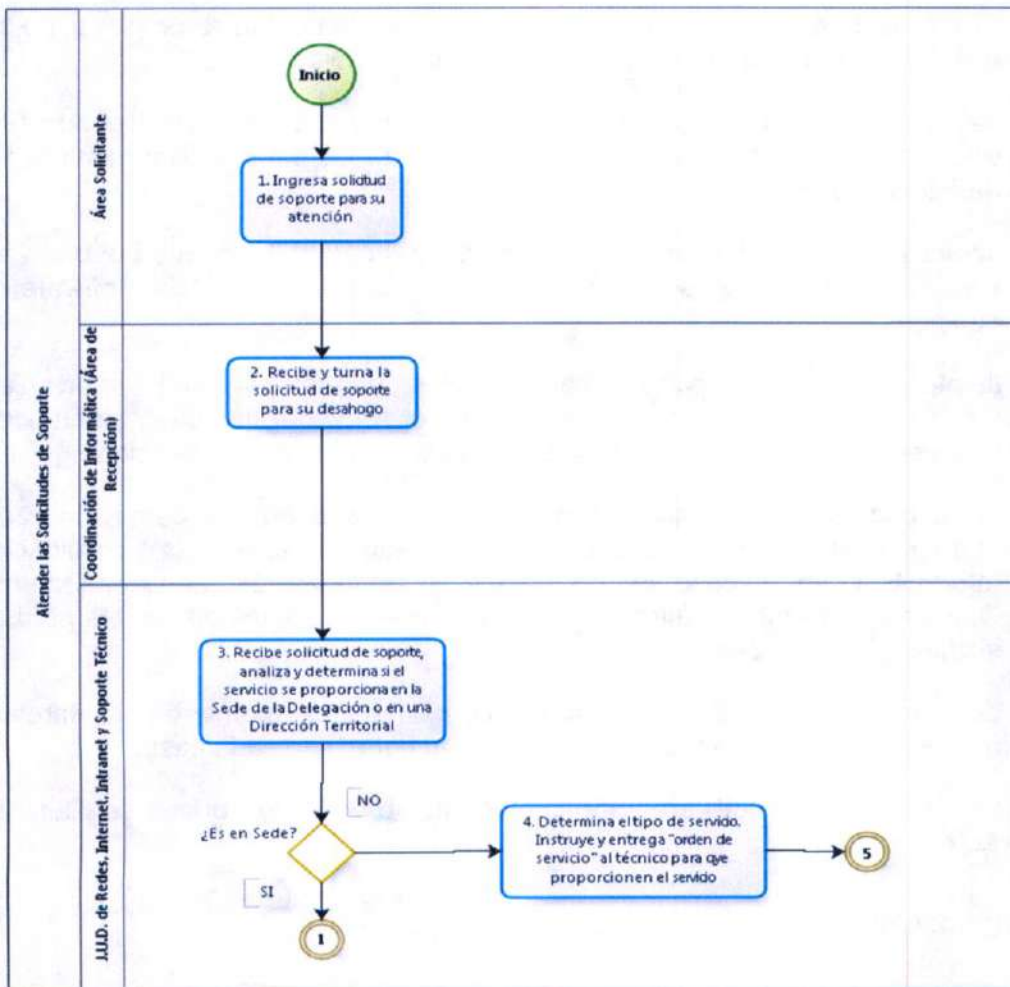 Atender las Solicitudes de Soporte
Área Solicitante
Inicio
1. Ingresa solicitud
de soporte para su
atención
Coordinación de Informática (Área de
Recepción)
2. Recibe y turna la
solicitud de soporte
para su desahogo
J.U.D. de Redes, Internet, Intranet y Soporte Técnico
3. Recibe solicitud de soporte,
analiza y determina si el
servicio se proporciona en la
Sede de la Delegación o en una
Dirección Territorial
¿Es en Sede?
NO
4. Determina el tipo de servicio.
Instruye y entrega "orden de
servicio" al técnico para que
proporcionen el servicio
5
SI
1